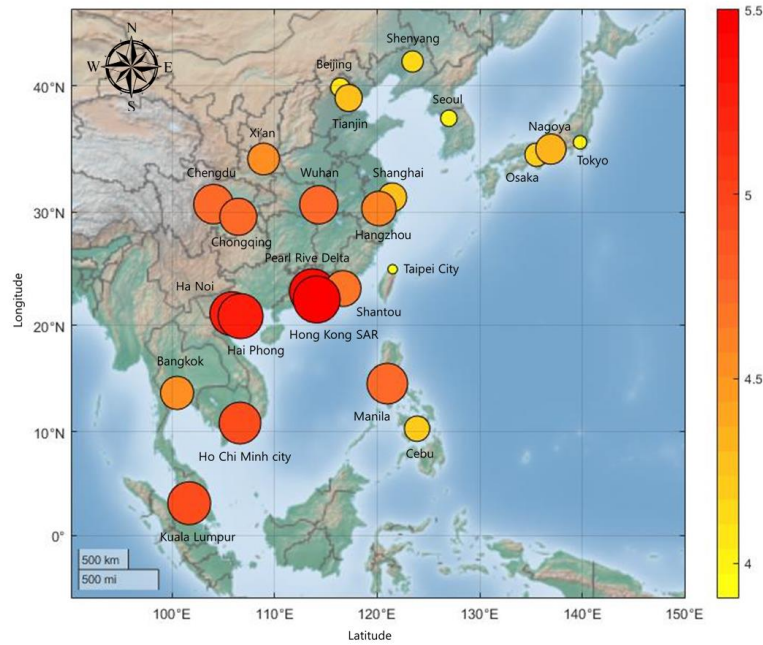 N
W E
S
5.5
5
4.5
4
Shenyang
Beijing
Tianjin
Seoul
Nagoya
Osaka
Tokyo
Xi'an
Chengdu
Wuhan
Shanghai
Chongqing
Hangzhou
Pearl Rive Delta
Taipei City
Ha Noi
Shantou
Hai Phong
Hong Kong SAR
Bangkok
Manila
Ho Chi Minh city
Cebu
Kuala Lumpur
40°N
30°N
20°N
10°N
0°
Longitude
500 km
500 mi
100°E
110°E
120°E
130°E
140°E
150°E
Latitude